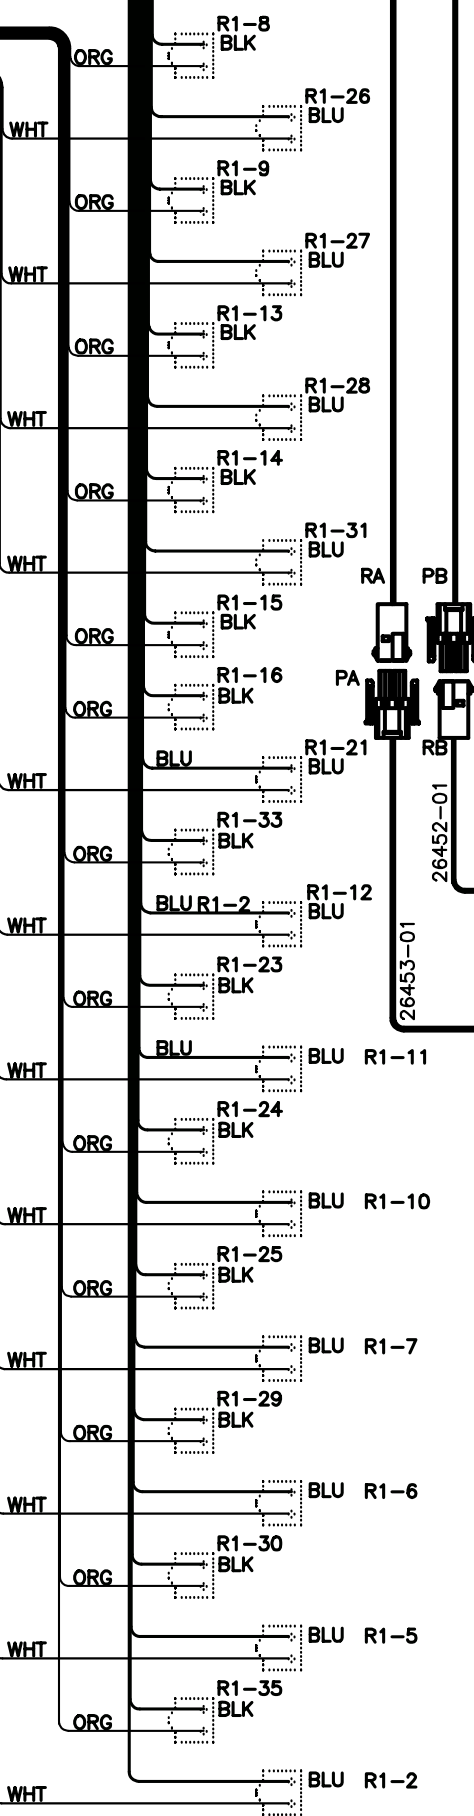 R1-8
BLK
ORG
R1-26
BLU
WHT
R1-9
BLK
ORG
R1-27
BLU
WHT
R1-13
BLK
ORG
R1-28
BLU
WHT
R1-14
BLK
ORG
R1-31
BLU
WHT
RA PB
R1-15
BLK
ORG
R1-16
BLK
PA
ORG
R1-21
BLU BLU
RB
WHT
26452-01
R1-33
BLK
ORG
R1-12
BLU R1-2 BLU
WHT
26453-01
R1-23
BLK
ORG
BLU
BLU R1-11
WHT
R1-24
BLK
ORG
BLU R1-10
WHT
R1-25
BLK
ORG
BLU R1-7
WHT
R1-29
BLK
ORG
BLU R1-6
WHT
R1-30
BLK
ORG
BLU R1-5
WHT
R1-35
BLK
ORG
BLU R1-2
WHT